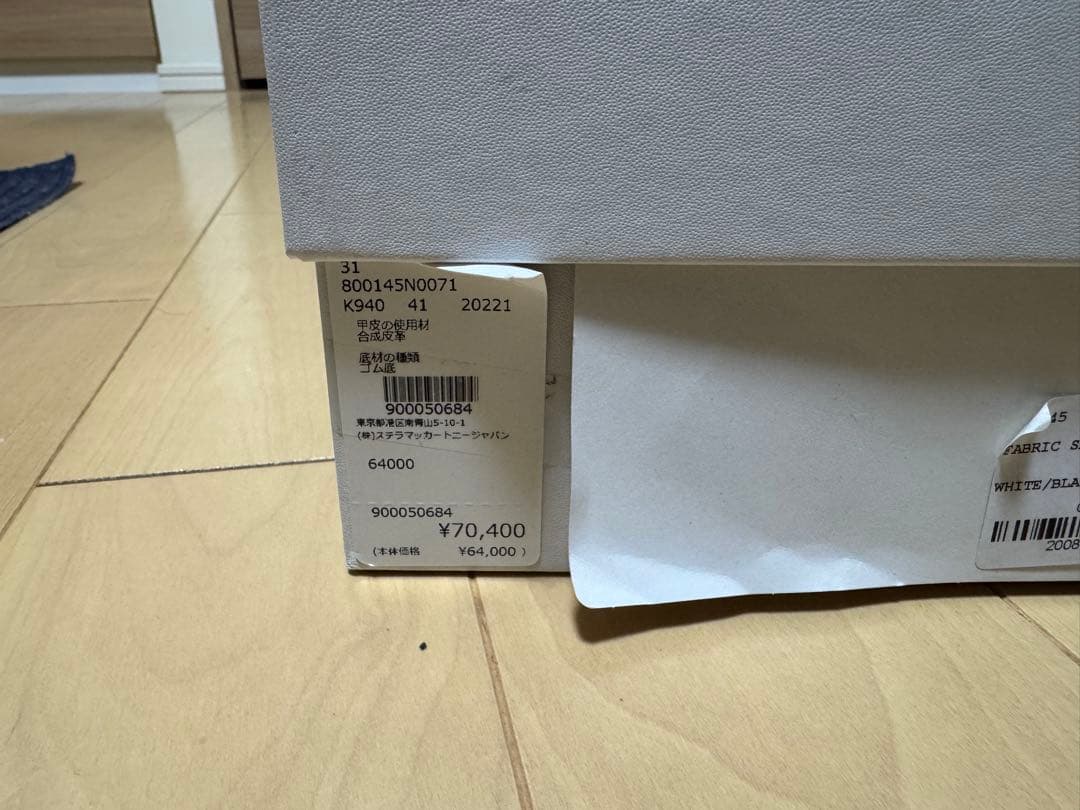 31
800145N0071
K940 41 20221
甲皮の使用材
合成皮革
底材の種類
ゴム底
900050684
東京都港区南青山5-10-1
(株)ステラマッカートニージャパン
64000
900050684
¥70,400
(本体価格 ¥64,000 )
45
FABRIC
WHITE/BLA
2008